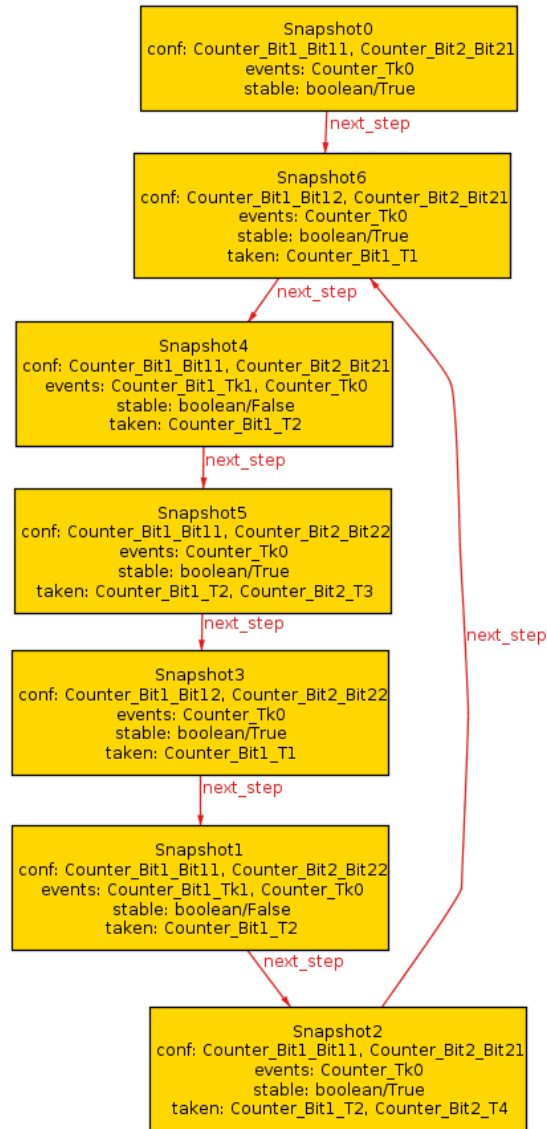 Snapshot0
conf: Counter_Bit1_Bit11, Counter_Bit2_Bit21
events: Counter_Tk0
stable: boolean/True
next_step
Snapshot6
conf: Counter_Bit1_Bit12, Counter_Bit2_Bit21
events: Counter_Tk0
stable: boolean/True
taken: Counter_Bit1_T1
next_step
Snapshot4
conf: Counter_Bit1_Bit11, Counter_Bit2_Bit21
events: Counter_Bit1_Tk1, Counter_Tk0
stable: boolean/False
taken: Counter_Bit1_T2
next_step
Snapshot5
conf: Counter_Bit1_Bit11, Counter_Bit2_Bit22
events: Counter_Tk0
stable: boolean/True
taken: Counter_Bit1_T2, Counter_Bit2_T3
next_step
next_step
Snapshot3
conf: Counter_Bit1_Bit12, Counter_Bit2_Bit22
events: Counter_Tk0
stable: boolean/True
taken: Counter_Bit1_T1
next_step
Snapshot1
conf: Counter_Bit1_Bit11, Counter_Bit2_Bit22
events: Counter_Bit1_Tk1, Counter_Tk0
stable: boolean/False
taken: Counter_Bit1_T2
next_step
Snapshot2
conf: Counter_Bit1_Bit11, Counter_Bit2_Bit21
events: Counter_Tk0
stable: boolean/True
taken: Counter_Bit1_T2, Counter_Bit2_T4